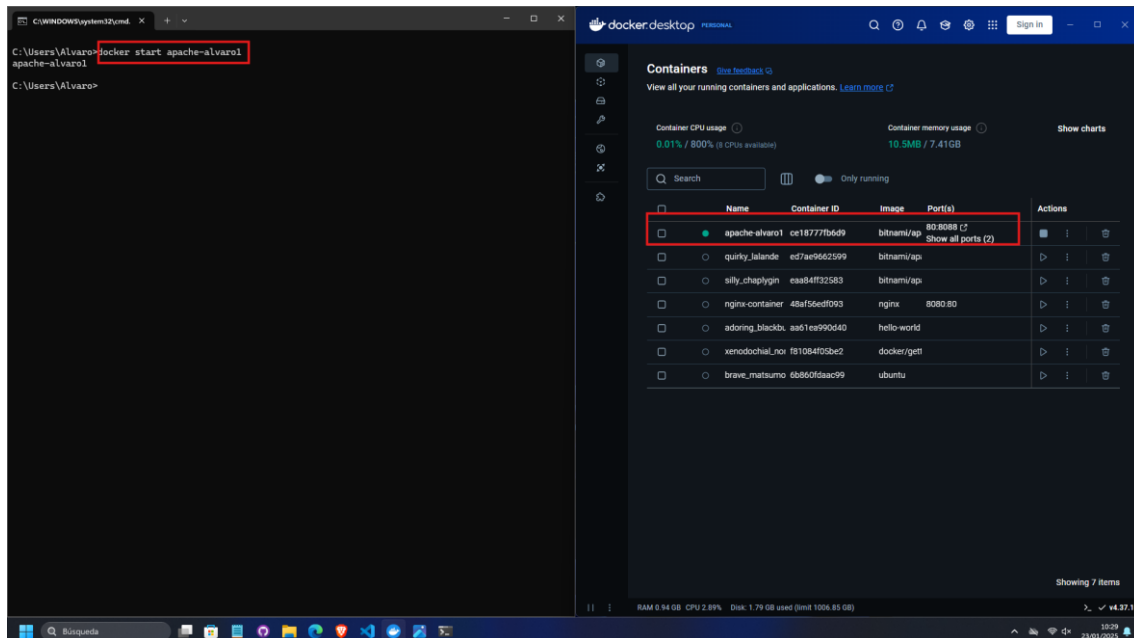 C:\WINDOWS\system32\cmd.
C:\Users\Alvaro>docker start apache-alvaro1
apache-alvaro1
C:\Users\Alvaro>
docker.desktop PERSONAL
Sign in
Containers Give feedback
View all your running containers and applications. Learn more
Container CPU usage
0.01% / 800% (8 CPUs available)
Container memory usage
10.5MB / 7.41GB
Show charts
Search
Only running
Name Container ID Image Port(s) Actions
apache-alvaro1 ce18777fb6d9 bitnami/ap 80:8088
Show all ports (2)
quirky_lalande ed7ae9662599 bitnami/apa
silly_chaplygin eaa84ff32583 bitnami/apa
nginx-container 48af56edf093 nginx 8080:80
adoring_blackbu aa61ea990d40 hello-world
xenodochial_nor f81084f05be2 docker/gett
brave_matsumo 6b860fdaac99 ubuntu
Showing 7 items
RAM 0.94 GB CPU 2.89% Disk: 1.79 GB used (limit 1006.85 GB)
v4.37.1
Búsqueda
10:29
23/01/2025